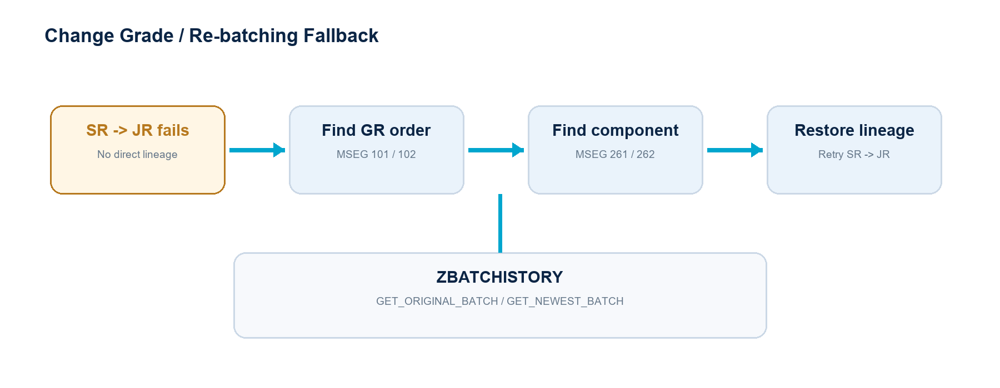 Change Grade / Re-batching Fallback
SR -> JR fails
No direct lineage
Find GR order
MSEG 101 / 102
Find component
MSEG 261 / 262
Restore lineage
Retry SR -> JR
ZBATCHISTORY
GET_ORIGINAL_BATCH / GET_NEWEST_BATCH